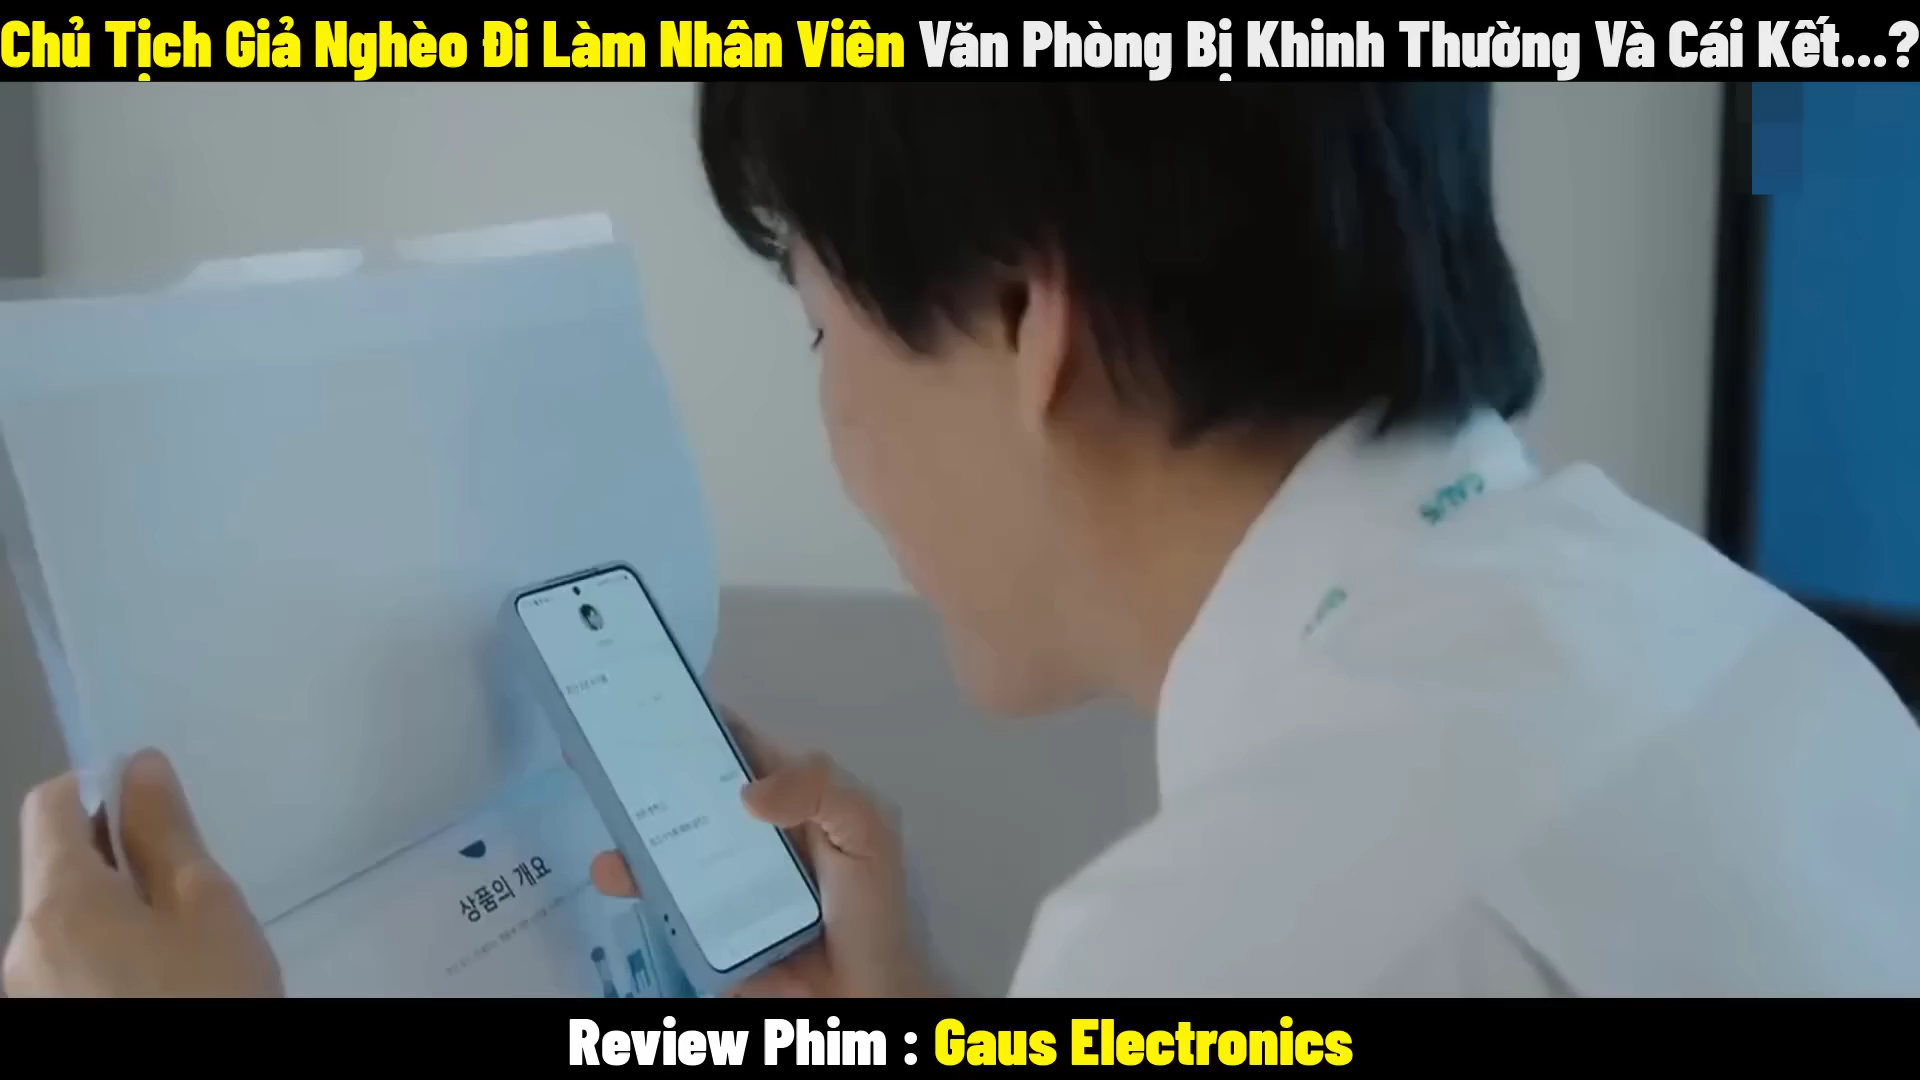 Chủ Tịch Giả Nghèo Đi Làm Nhân Viên Văn Phòng Bị Khinh Thường Và Cái Kết...?
상품의 개요
Review Phim : Gaus Electronics